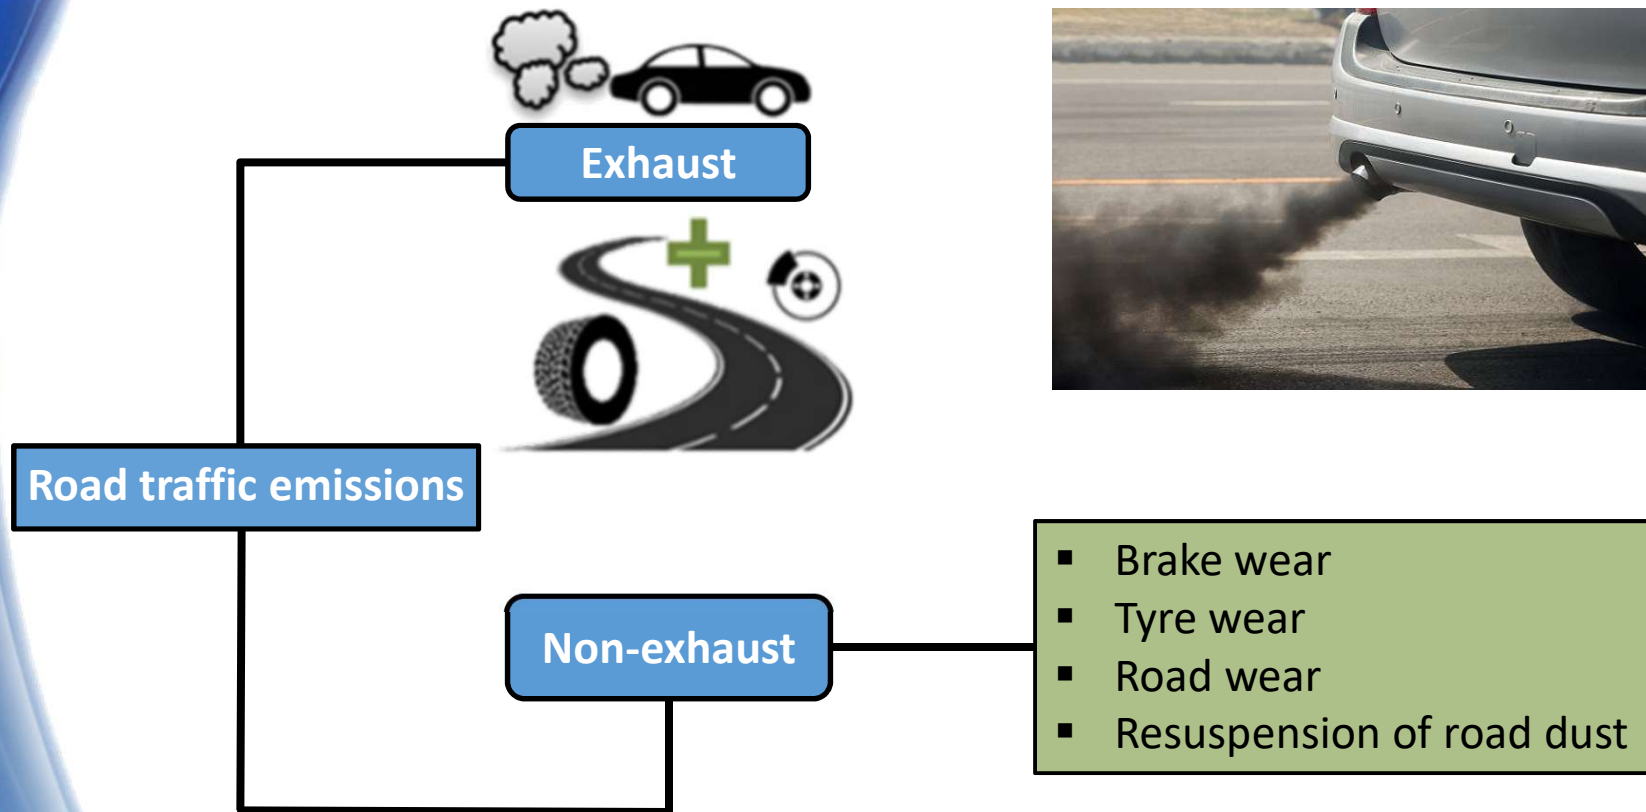 Exhaust
Road traffic emissions
Non-exhaust
▪ Brake wear
▪ Tyre wear
▪ Road wear
▪ Resuspension of road dust